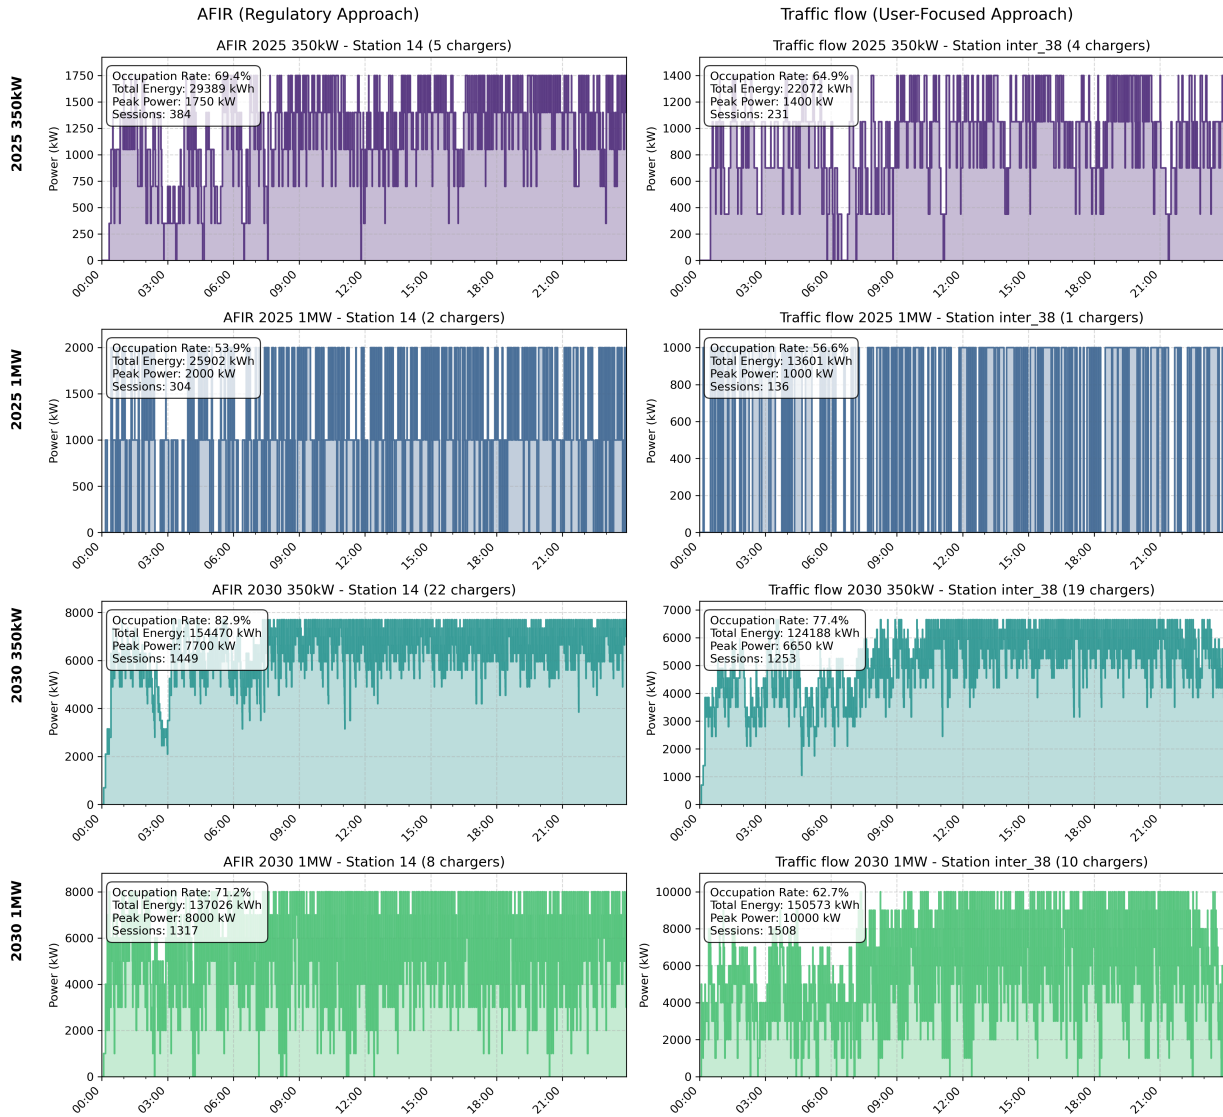 AFIR (Regulatory Approach)
Traffic flow (User-Focused Approach)
2025 350kW
AFIR 2025 350kW - Station 14 (5 chargers)
Power (kW)
1750
1500
1250
1000
750
500
250
0
Occupation Rate: 69.4%
Total Energy: 29389 kWh
Peak Power: 1750 kW
Sessions: 384
00:00 03:00 06:00 09:00 12:00 15:00 18:00 21:00
Traffic flow 2025 350kW - Station inter_38 (4 chargers)
Power (kW)
1400
1200
1000
800
600
400
200
0
Occupation Rate: 64.9%
Total Energy: 22072 kWh
Peak Power: 1400 kW
Sessions: 231
00:00 03:00 06:00 09:00 12:00 15:00 18:00 21:00
2025 1MW
AFIR 2025 1MW - Station 14 (2 chargers)
Power (kW)
2000
1500
1000
500
0
Occupation Rate: 53.9%
Total Energy: 25902 kWh
Peak Power: 2000 kW
Sessions: 304
00:00 03:00 06:00 09:00 12:00 15:00 18:00 21:00
Traffic flow 2025 1MW - Station inter_38 (1 chargers)
Power (kW)
1000
800
600
400
200
0
Occupation Rate: 56.6%
Total Energy: 13601 kWh
Peak Power: 1000 kW
Sessions: 136
00:00 03:00 06:00 09:00 12:00 15:00 18:00 21:00
2030 350kW
AFIR 2030 350kW - Station 14 (22 chargers)
Power (kW)
8000
6000
4000
2000
0
Occupation Rate: 82.9%
Total Energy: 154470 kWh
Peak Power: 7700 kW
Sessions: 1449
00:00 03:00 06:00 09:00 12:00 15:00 18:00 21:00
Traffic flow 2030 350kW - Station inter_38 (19 chargers)
Power (kW)
7000
6000
5000
4000
3000
2000
1000
0
Occupation Rate: 77.4%
Total Energy: 124188 kWh
Peak Power: 6650 kW
Sessions: 1253
00:00 03:00 06:00 09:00 12:00 15:00 18:00 21:00
2030 1MW
AFIR 2030 1MW - Station 14 (8 chargers)
Power (kW)
8000
6000
4000
2000
0
Occupation Rate: 71.2%
Total Energy: 137026 kWh
Peak Power: 8000 kW
Sessions: 1317
00:00 03:00 06:00 09:00 12:00 15:00 18:00 21:00
Traffic flow 2030 1MW - Station inter_38 (10 chargers)
Power (kW)
10000
8000
6000
4000
2000
0
Occupation Rate: 62.7%
Total Energy: 150573 kWh
Peak Power: 10000 kW
Sessions: 1508
00:00 03:00 06:00 09:00 12:00 15:00 18:00 21:00